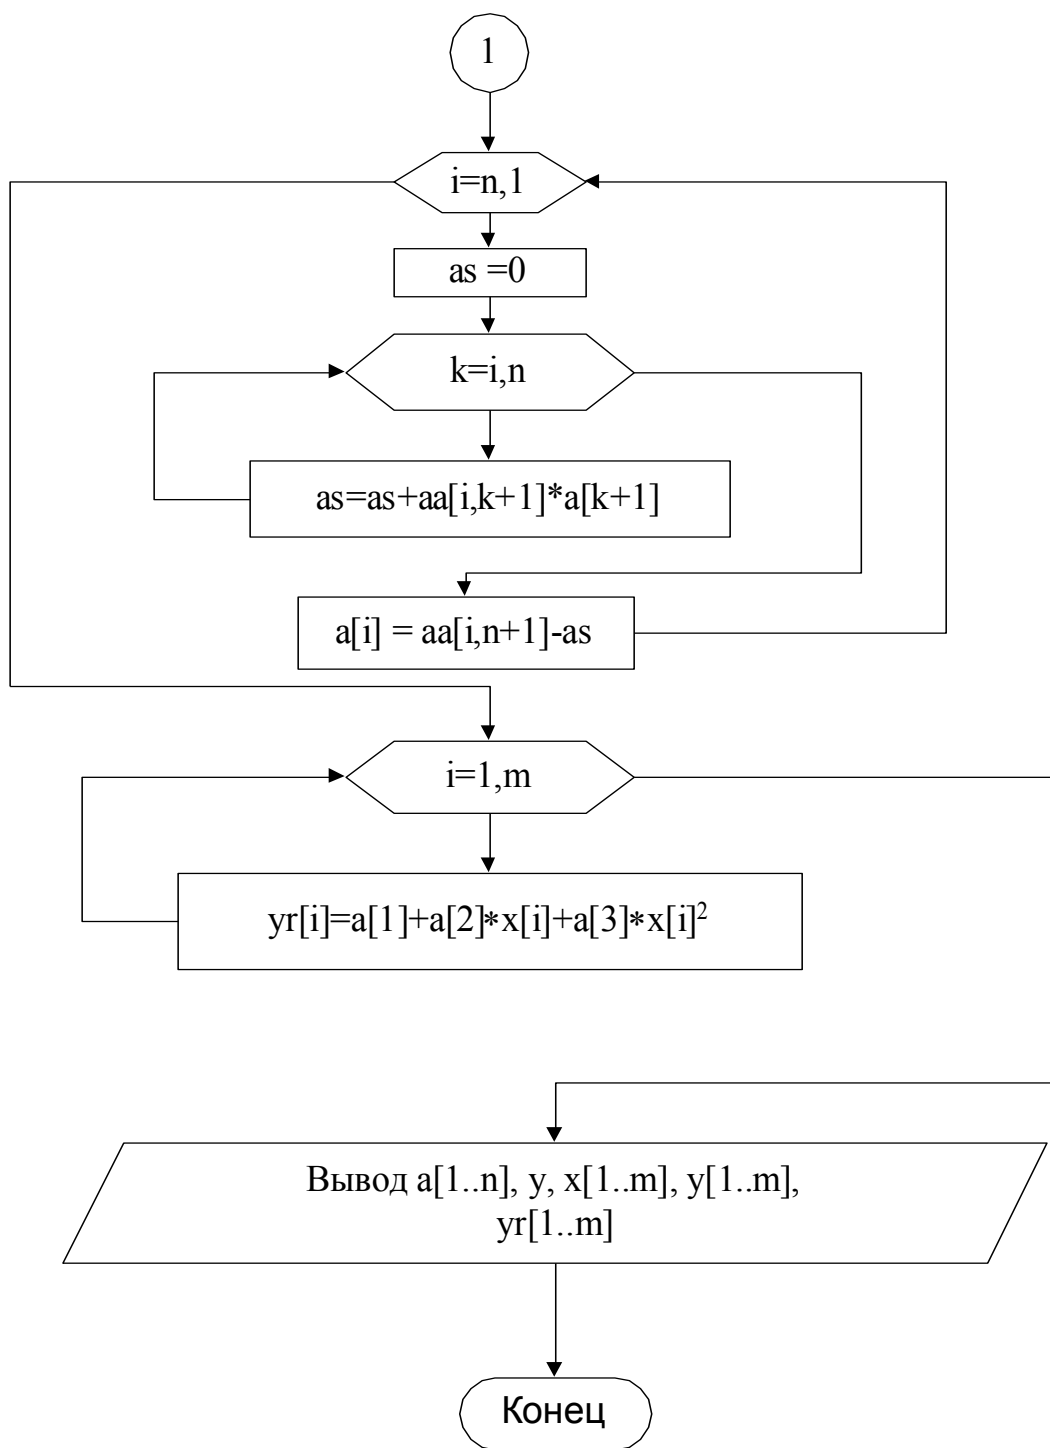 1
i=n,1
as =0
k=i,n
as=as+aa[i,k+1]*a[k+1]
a[i] = aa[i,n+1]-as
i=1,m
yr[i]=a[1]+a[2]*x[i]+a[3]*x[i]²
Вывод a[1..n], y, x[1..m], y[1..m],
yr[1..m]
Конец